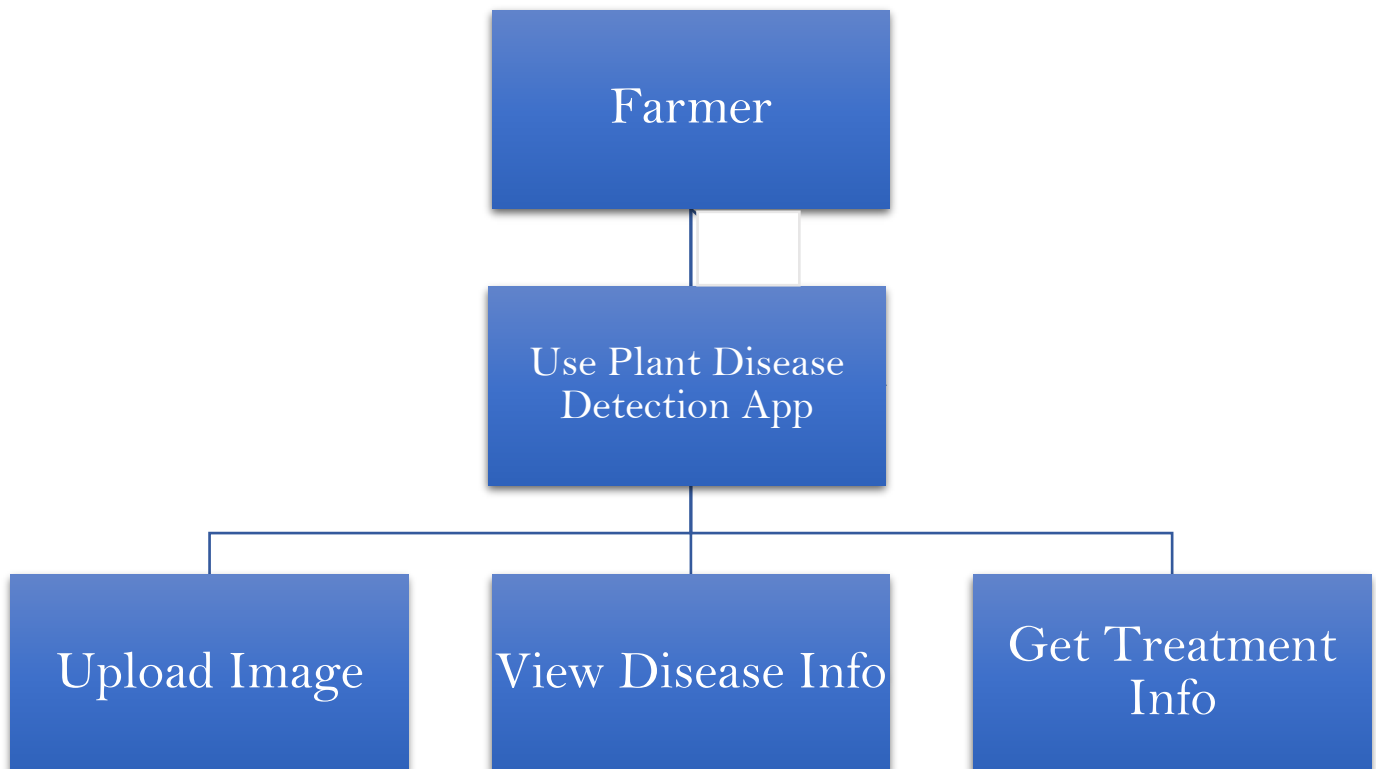 Farmer
Use Plant Disease
Detection App
Upload Image
View Disease Info
Get Treatment
Info